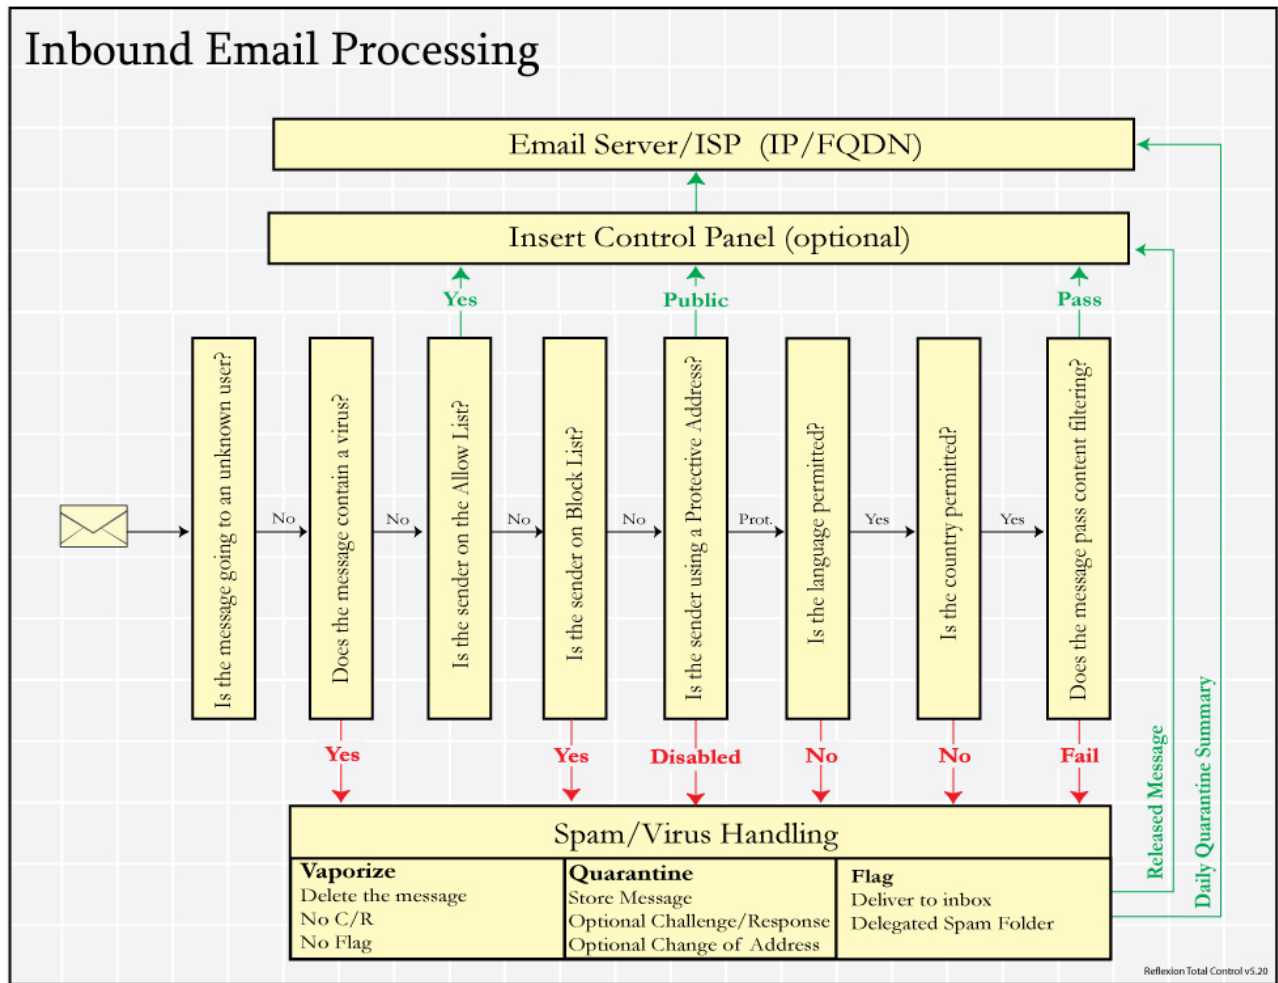 Inbound Email Processing
Email Server/ISP (IP/FQDN)
Insert Control Panel (optional)
Yes
Public
Pass
Is the message going to an unknown user?
No
Does the message contain a virus?
No
Is the sender on the Allow List?
No
Is the sender on Block List?
No
Is the sender using a Protective Address?
Prot.
Is the language permitted?
Yes
Is the country permitted?
Yes
Does the message pass content filtering?
Yes
Yes
Disabled
No
No
Fail
Released Message
Daily Quarantine Summary
Spam/Virus Handling
Vaporize
Delete the message
No C/R
No Flag
Quarantine
Store Message
Optional Challenge/Response
Optional Change of Address
Flag
Deliver to inbox
Delegated Spam Folder
Reflexion Total Control v5.20